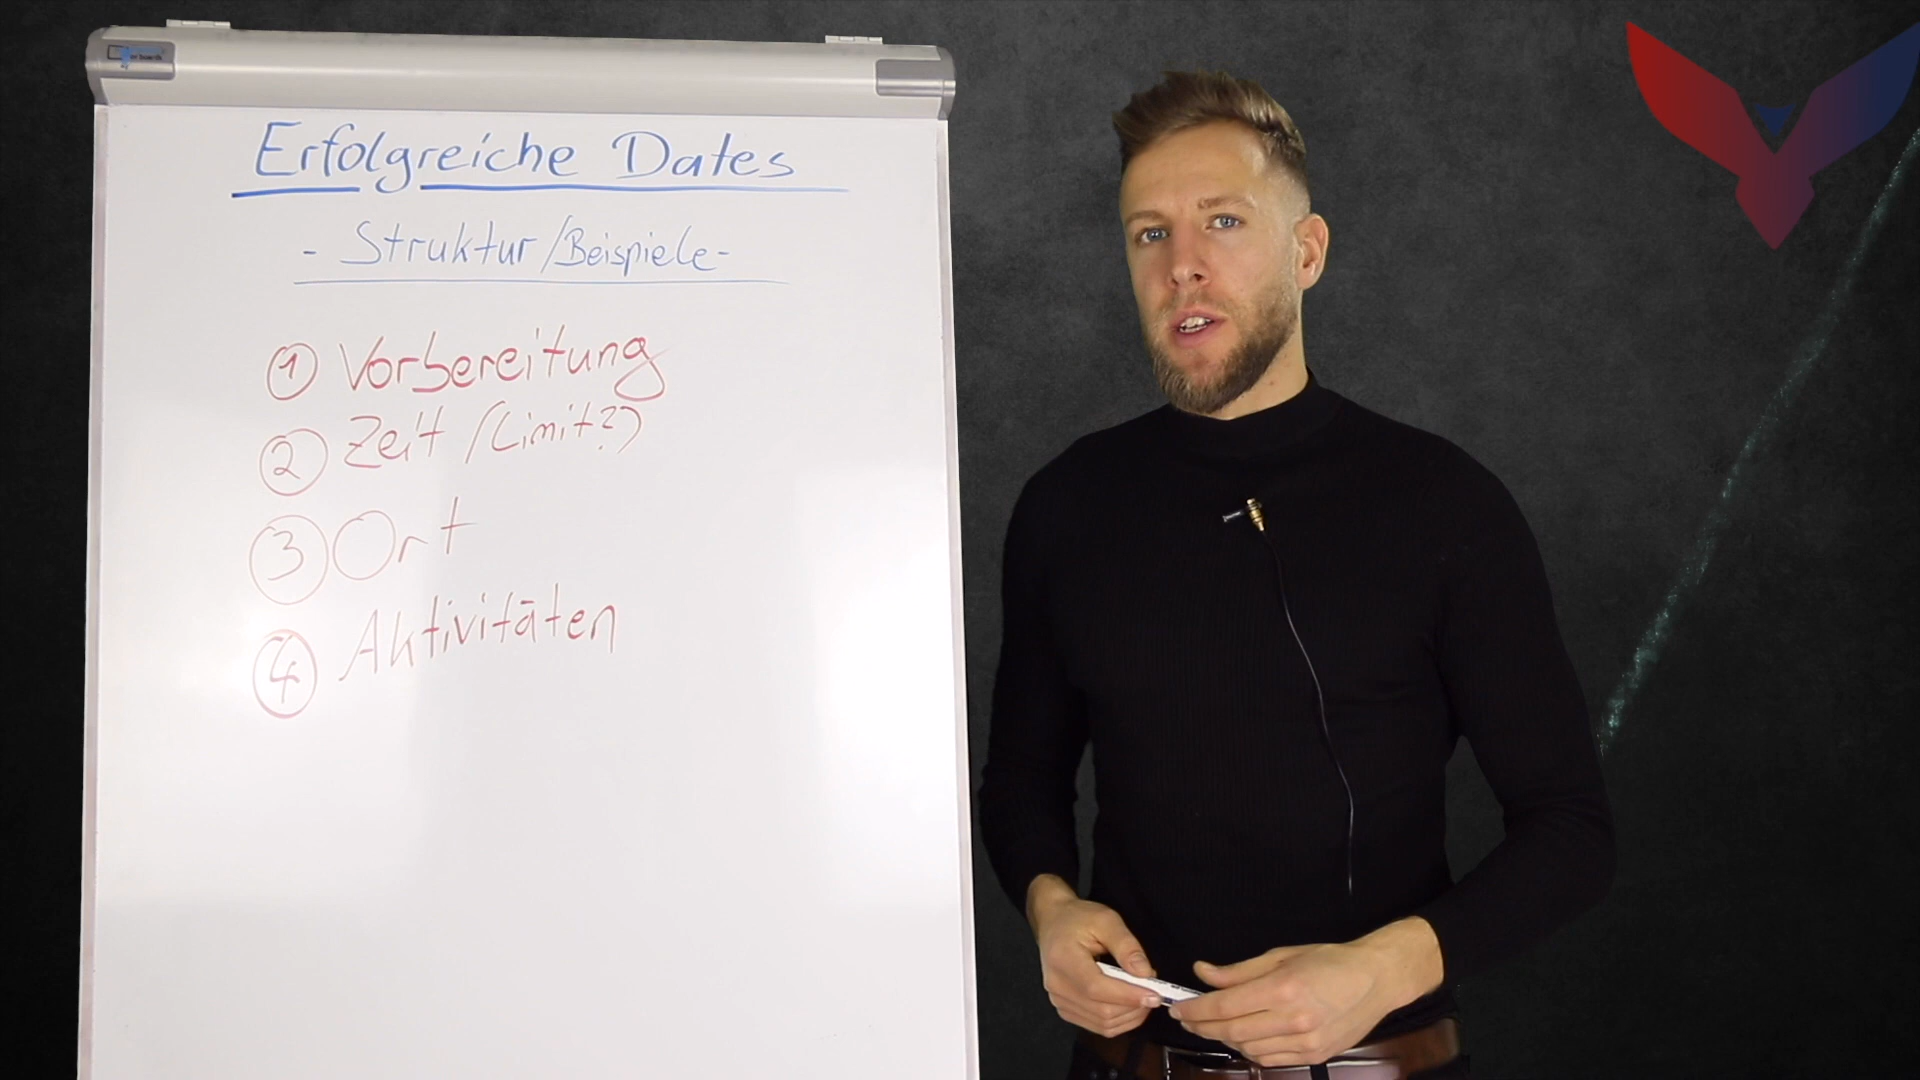 Erfolgreiche Dates
- Struktur/Beispiele-
① Vorbereitung
② Zeit (Limit?)
③ Ort
④ Aktivitäten